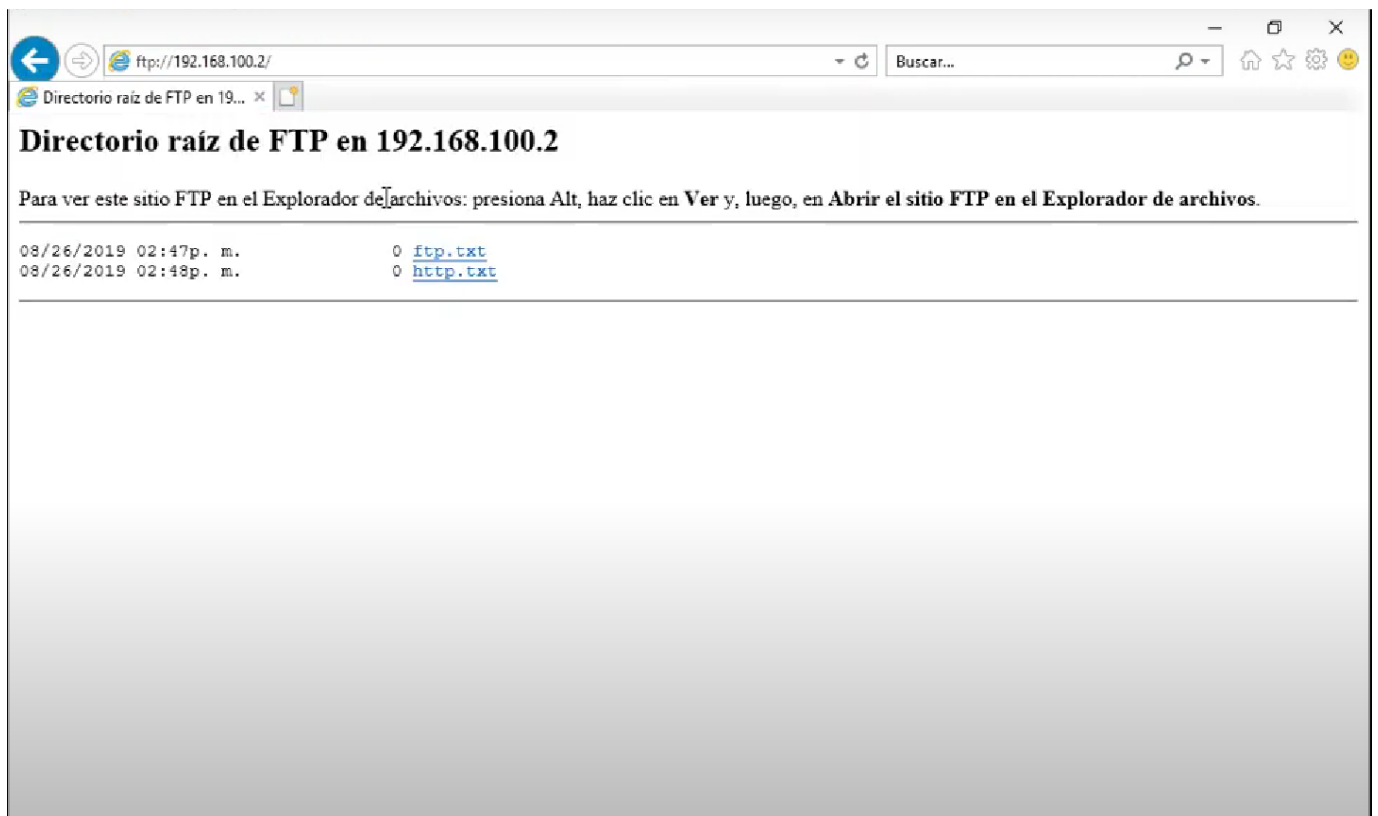 ftp://192.168.100.2/
Buscar...
Directorio raíz de FTP en 19...
Directorio raíz de FTP en 192.168.100.2
Para ver este sitio FTP en el Explorador de archivos: presiona Alt, haz clic en Ver y, luego, en Abrir el sitio FTP en el Explorador de archivos.
08/26/2019 02:47p. m. 0 ftp.txt
08/26/2019 02:48p. m. 0 http.txt